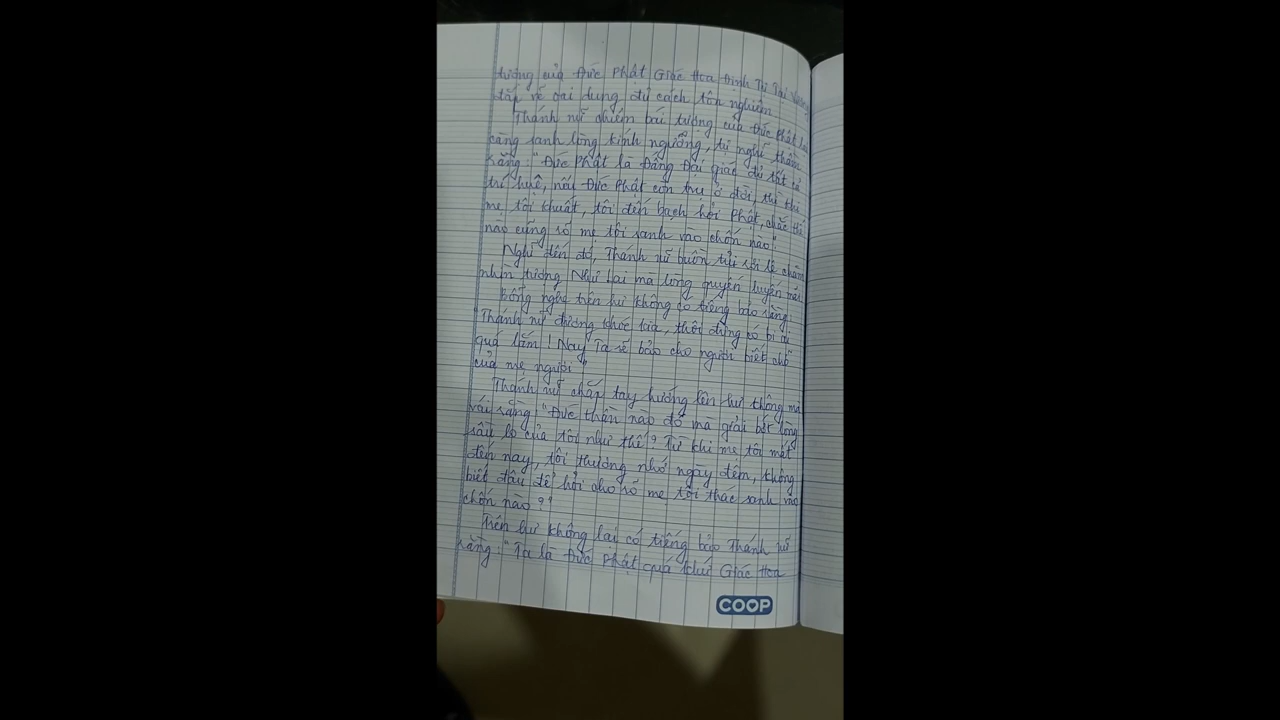 tượng của Đức Phật Giác Hoa Định Tự Tại Vương
đắp vẽ oai dung đủ cách tôn nghiêm
Thánh nữ chiêm bái tượng của Đức Phật lại
càng sanh lòng kính ngưỡng, tự nghĩ thầm
rằng: "Đức Phật là Đấng Đại giác đủ tất cả
trí huệ, nếu Đức Phật còn trụ ở đời, thì khi
mẹ tôi khuất, tôi đến bạch hỏi Phật, chắc thế
nào cũng rõ mẹ tôi sanh vào chốn nào".
Nghĩ đến đó, Thánh nữ buồn tủi rơi lệ chăm
nhìn tượng Như Lai mà lòng quyến luyến mãi.
Bỗng nghe trên hư không có tiếng bảo rằng:
"Thánh nữ đương khóc kia, thôi đừng có bi ai
quá lắm! Nay Ta sẽ bảo cho ngươi biết chỗ
của mẹ ngươi"
Thánh nữ chắp tay hướng lên hư không mà
vái rằng: "Đức thần nào đó mà giải bớt lòng
sầu lo của tôi như thế? Từ khi mẹ tôi mất
đến nay, tôi thương nhớ ngày đêm, không
biết đâu để hỏi cho rõ mẹ tôi thác sanh vào
chốn nào?"
Trên hư không lại có tiếng bảo Thánh nữ
rằng: "Ta là Đức Phật quá khứ Giác Hoa
COOP